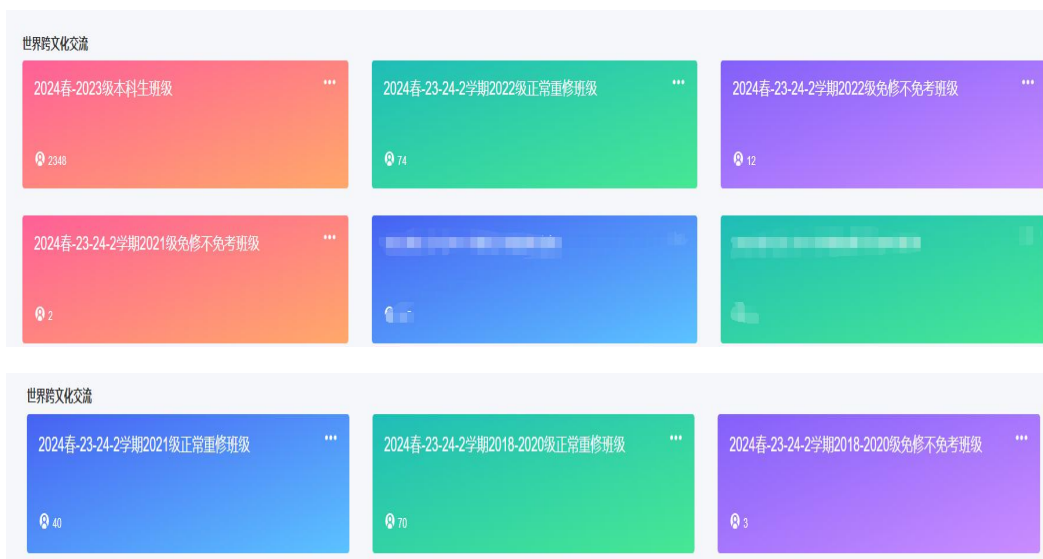 世界跨文化交流
2024春-2023级本科生班级
2348
2024春-23-24-2学期2022级正常重修班级
74
2024春-23-24-2学期2022级免修不免考班级
12
2024春-23-24-2学期2021级免修不免考班级
2
世界跨文化交流
2024春-23-24-2学期2021级正常重修班级
40
2024春-23-24-2学期2018-2020级正常重修班级
70
2024春-23-24-2学期2018-2020级免修不免考班级
3